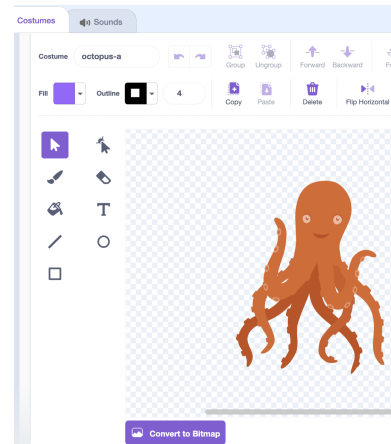 Costumes Sounds
Costume octopus-a
Group Ungroup Forward Backward
Fill Outline 4
Copy Paste Delete Flip Horizontal
T
Convert to Bitmap